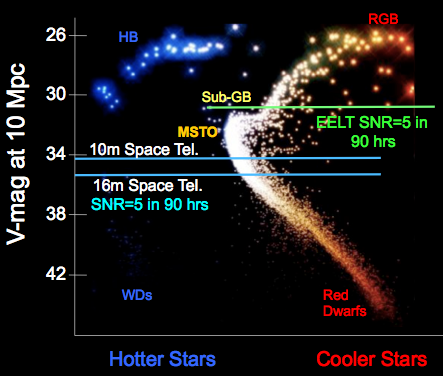 26
HB
RGB
30
Sub-GB
MSTO
EELT SNR=5 in
90 hrs
34
10m Space Tel.
16m Space Tel.
SNR=5 in 90 hrs
38
42
WDs
Red
Dwarfs
V-mag at 10 Mpc
Hotter Stars
Cooler Stars